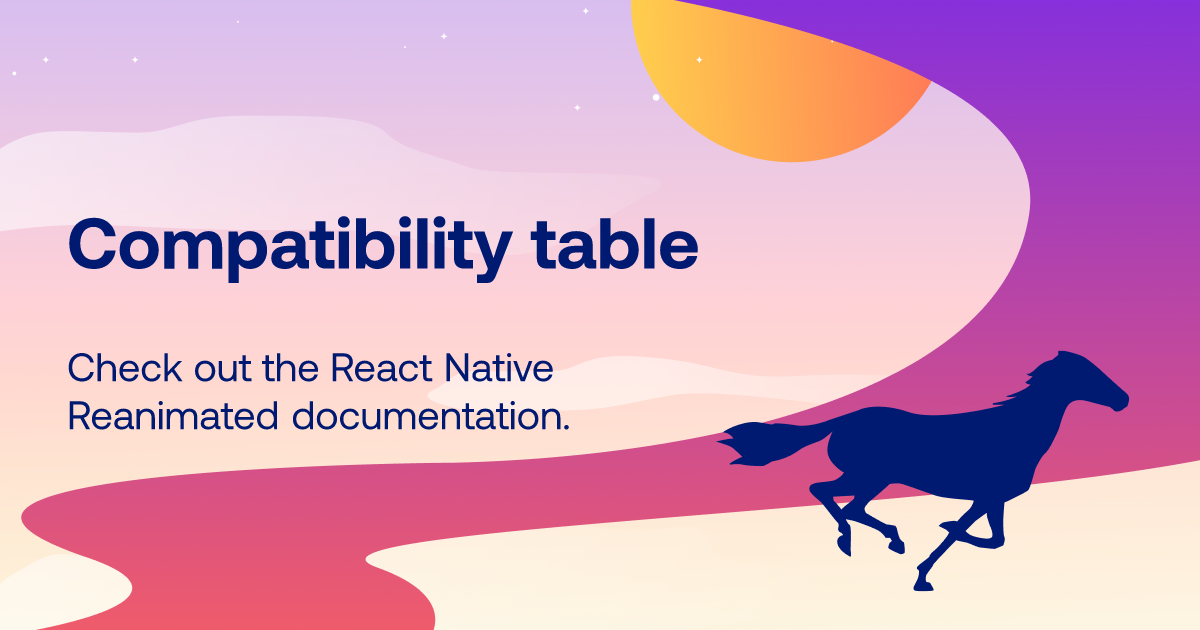 Compatibility table
Check out the React Native
Reanimated documentation.